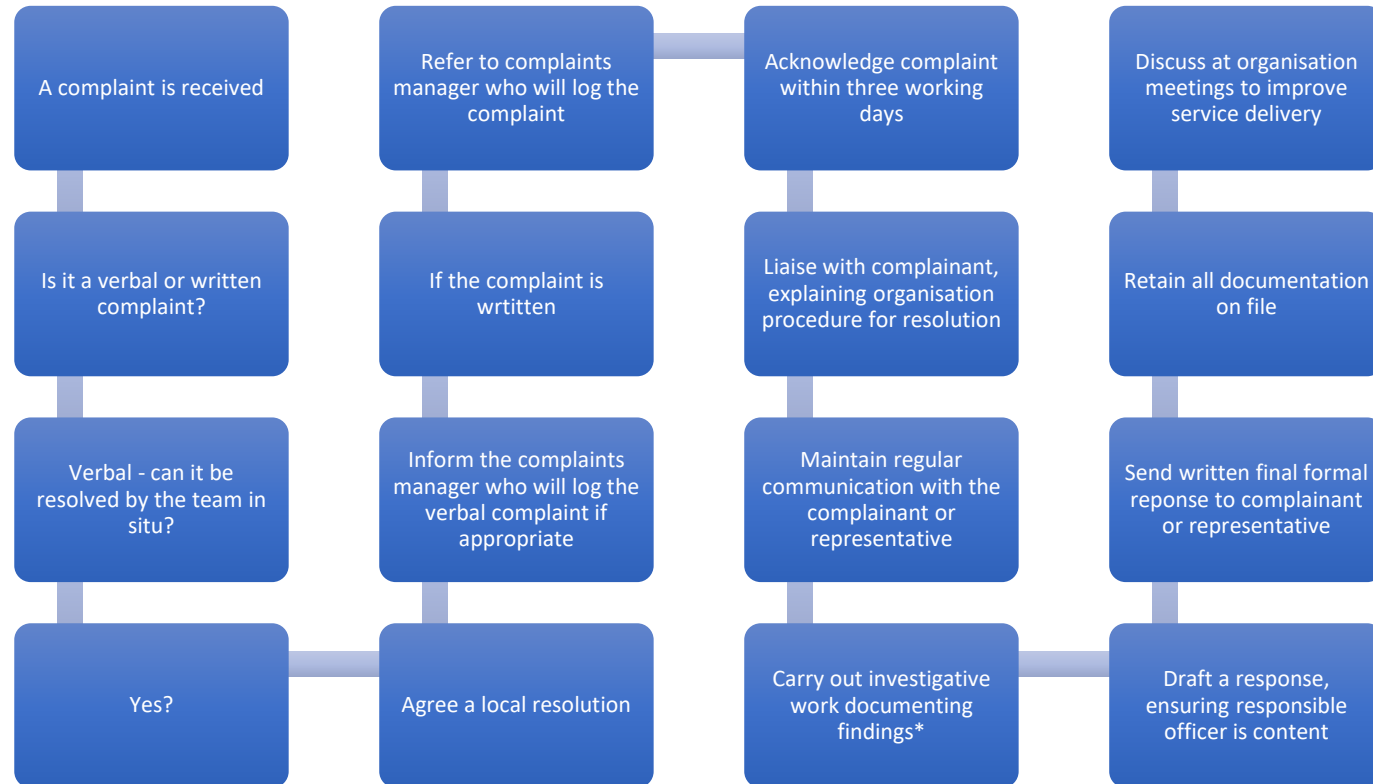 A complaint is received
Is it a verbal or written
complaint?
Verbal - can it be
resolved by the team in
situ?
Yes?
Agree a local resolution
Inform the complaints
manager who will log the
verbal complaint if
appropriate
If the complaint is
wrtitten
Refer to complaints
manager who will log the
complaint
Acknowledge complaint
within three working
days
Liaise with complainant,
explaining organisation
procedure for resolution
Maintain regular
communication with the
complainant or
representative
Carry out investigative
work documenting
findings*
Draft a response,
ensuring responsible
officer is content
Send written final formal
reponse to complainant
or representative
Retain all documentation
on file
Discuss at organisation
meetings to improve
service delivery